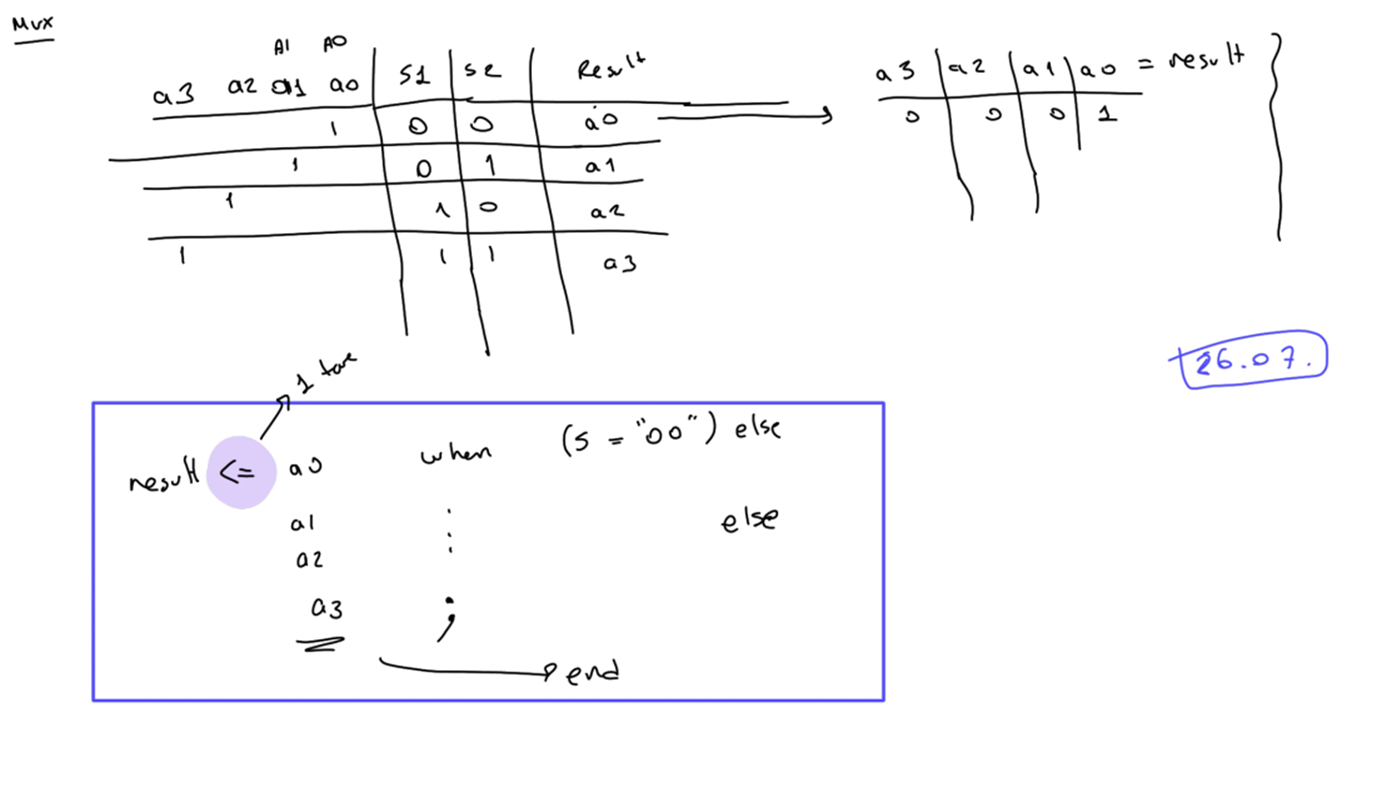 Mux
A1 A0
a3 a2 a1 a0 S1 S2 Result
1 0 0 a0
1 0 1 a1
1 1 0 a2
1 1 1 a3
a3 a2 a1 a0 = result
0 0 0 1
26.07.
1 tane
result <= a0 when (s = "00") else
a1 : else
a2 :
a3 ;
end